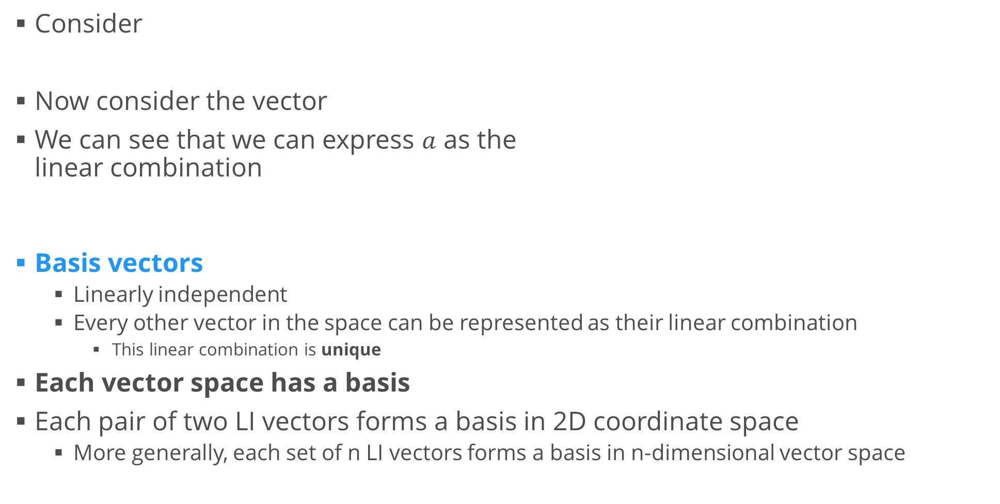 ▪ Consider
▪ Now consider the vector
▪ We can see that we can express a as the
linear combination
▪ Basis vectors
▪ Linearly independent
▪ Every other vector in the space can be represented as their linear combination
▪ This linear combination is unique
▪ Each vector space has a basis
▪ Each pair of two LI vectors forms a basis in 2D coordinate space
▪ More generally, each set of n LI vectors forms a basis in n-dimensional vector space